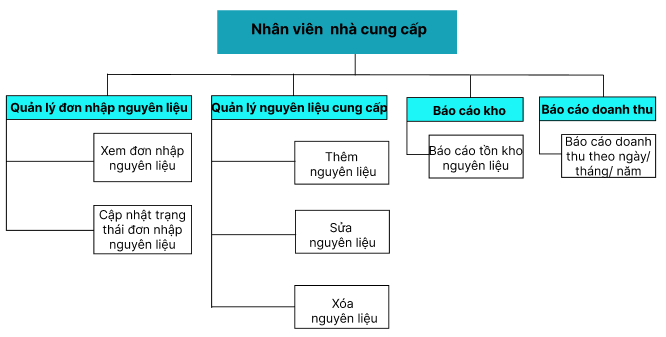 Nhân viên nhà cung cấp
Quản lý đơn nhập nguyên liệu
Xem đơn nhập
nguyên liệu
Cập nhật trạng
thái đơn nhập
nguyên liệu
Quản lý nguyên liệu cung cấp
Thêm
nguyên liệu
Sửa
nguyên liệu
Xóa
nguyên liệu
Báo cáo kho
Báo cáo tồn kho
nguyên liệu
Báo cáo doanh thu
Báo cáo doanh
thu theo ngày/
tháng/ năm